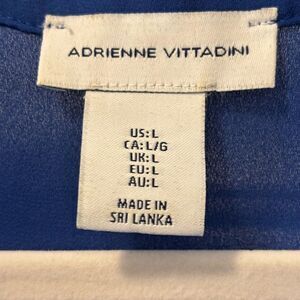 ADRIENNE VITTADINI
US: L
CA: L/G
UK: L
EU: L
AU: L
MADE IN
SRI LANKA